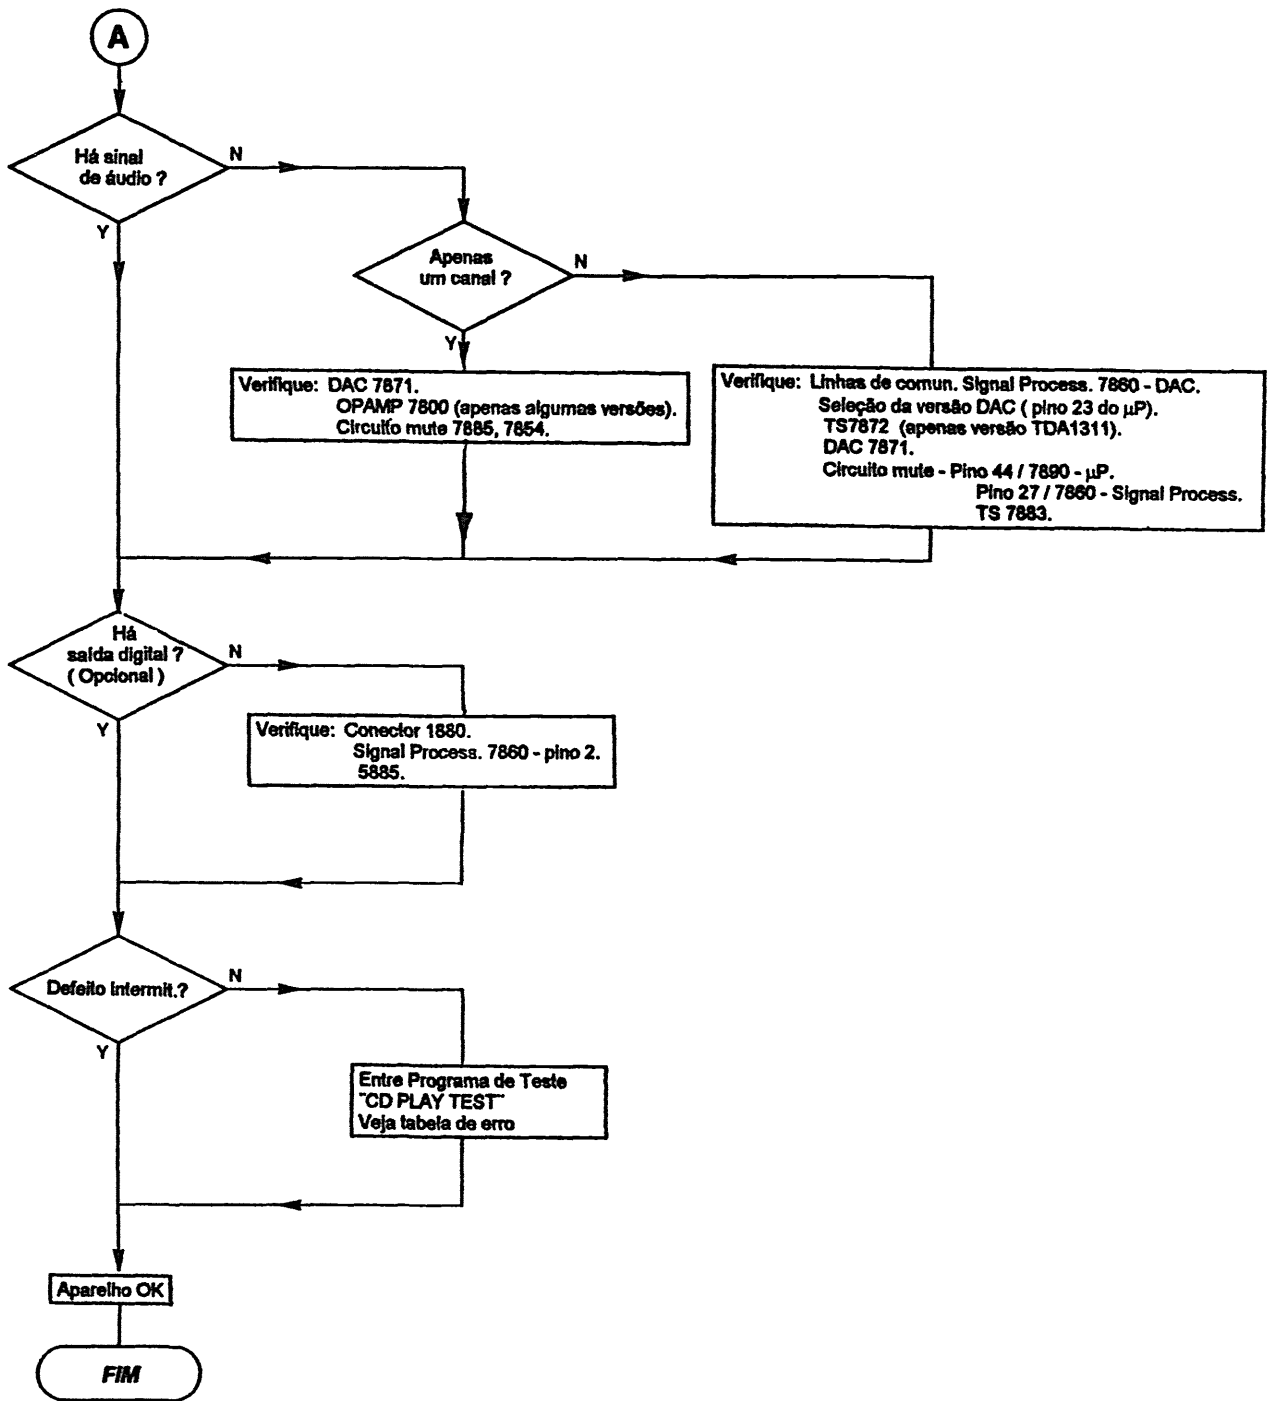 A
Há sinal
de áudio ?
N
Y
Apenas
um canal ?
N
Y
Verifique: DAC 7871.
OPAMP 7800 (apenas algumas versões).
Circuito mute 7885, 7854.
Verifique: Linhas de comun. Signal Process. 7860 - DAC.
Seleção da versão DAC ( pino 23 do µP).
TS7872 (apenas versão TDA1311).
DAC 7871.
Circuito mute - Pino 44 / 7890 - µP.
Pino 27 / 7860 - Signal Process.
TS 7883.
Há
saída digital ?
( Opcional )
N
Y
Verifique: Conector 1880.
Signal Process. 7860 - pino 2.
5885.
Defeito intermit.?
N
Y
Entre Programa de Teste
"CD PLAY TEST"
Veja tabela de erro
Aparelho OK
FIM